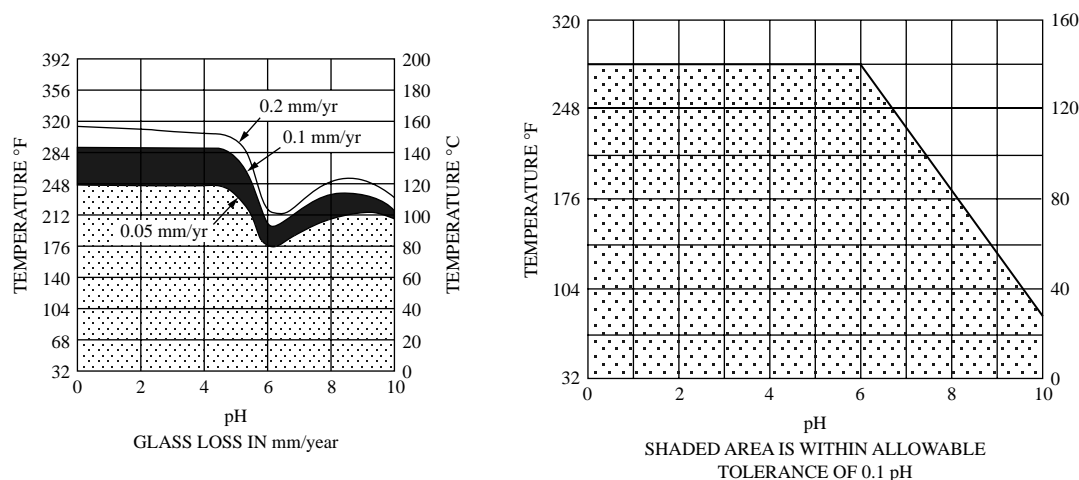 392
356
320
284
248
212
176
140
104
68
32
TEMPERATURE °F
200
180
160
140
120
100
80
60
40
20
0
TEMPERATURE °C
0.2 mm/yr
0.1 mm/yr
0.05 mm/yr
0 2 4 6 8 10
pH
GLASS LOSS IN mm/year
320
248
176
104
32
TEMPERATURE °F
160
120
80
40
0
0 2 4 6 8 10
pH
SHADED AREA IS WITHIN ALLOWABLE
TOLERANCE OF 0.1 pH